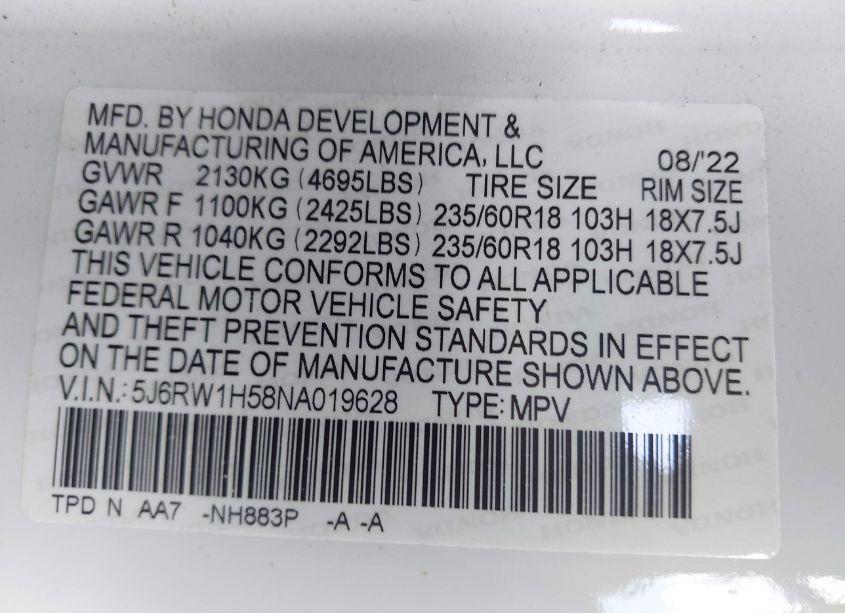 MFD. BY HONDA DEVELOPMENT &
MANUFACTURING OF AMERICA, LLC 08/'22
GVWR 2130KG (4695LBS) TIRE SIZE RIM SIZE
GAWR F 1100KG (2425LBS) 235/60R18 103H 18X7.5J
GAWR R 1040KG (2292LBS) 235/60R18 103H 18X7.5J
THIS VEHICLE CONFORMS TO ALL APPLICABLE
FEDERAL MOTOR VEHICLE SAFETY
AND THEFT PREVENTION STANDARDS IN EFFECT
ON THE DATE OF MANUFACTURE SHOWN ABOVE.
V.I.N.: 5J6RW1H58NA019628 TYPE: MPV
TPD N AA7 -NH883P -A -A